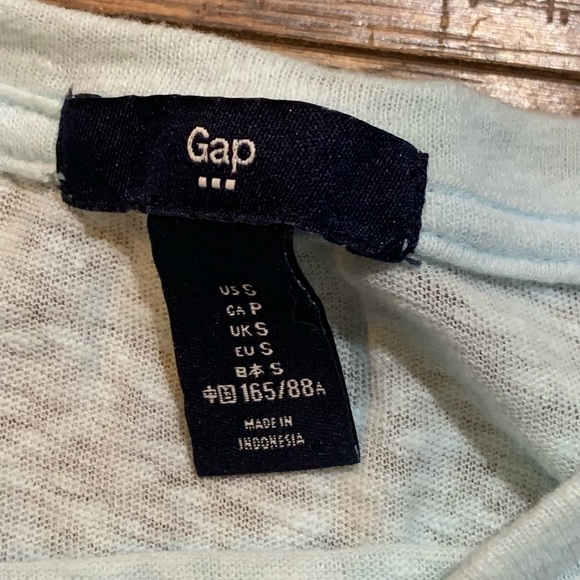 Gap
US S
CA P
UK S
EU S
日本 S
中国 165/88A
MADE IN
INDONESIA